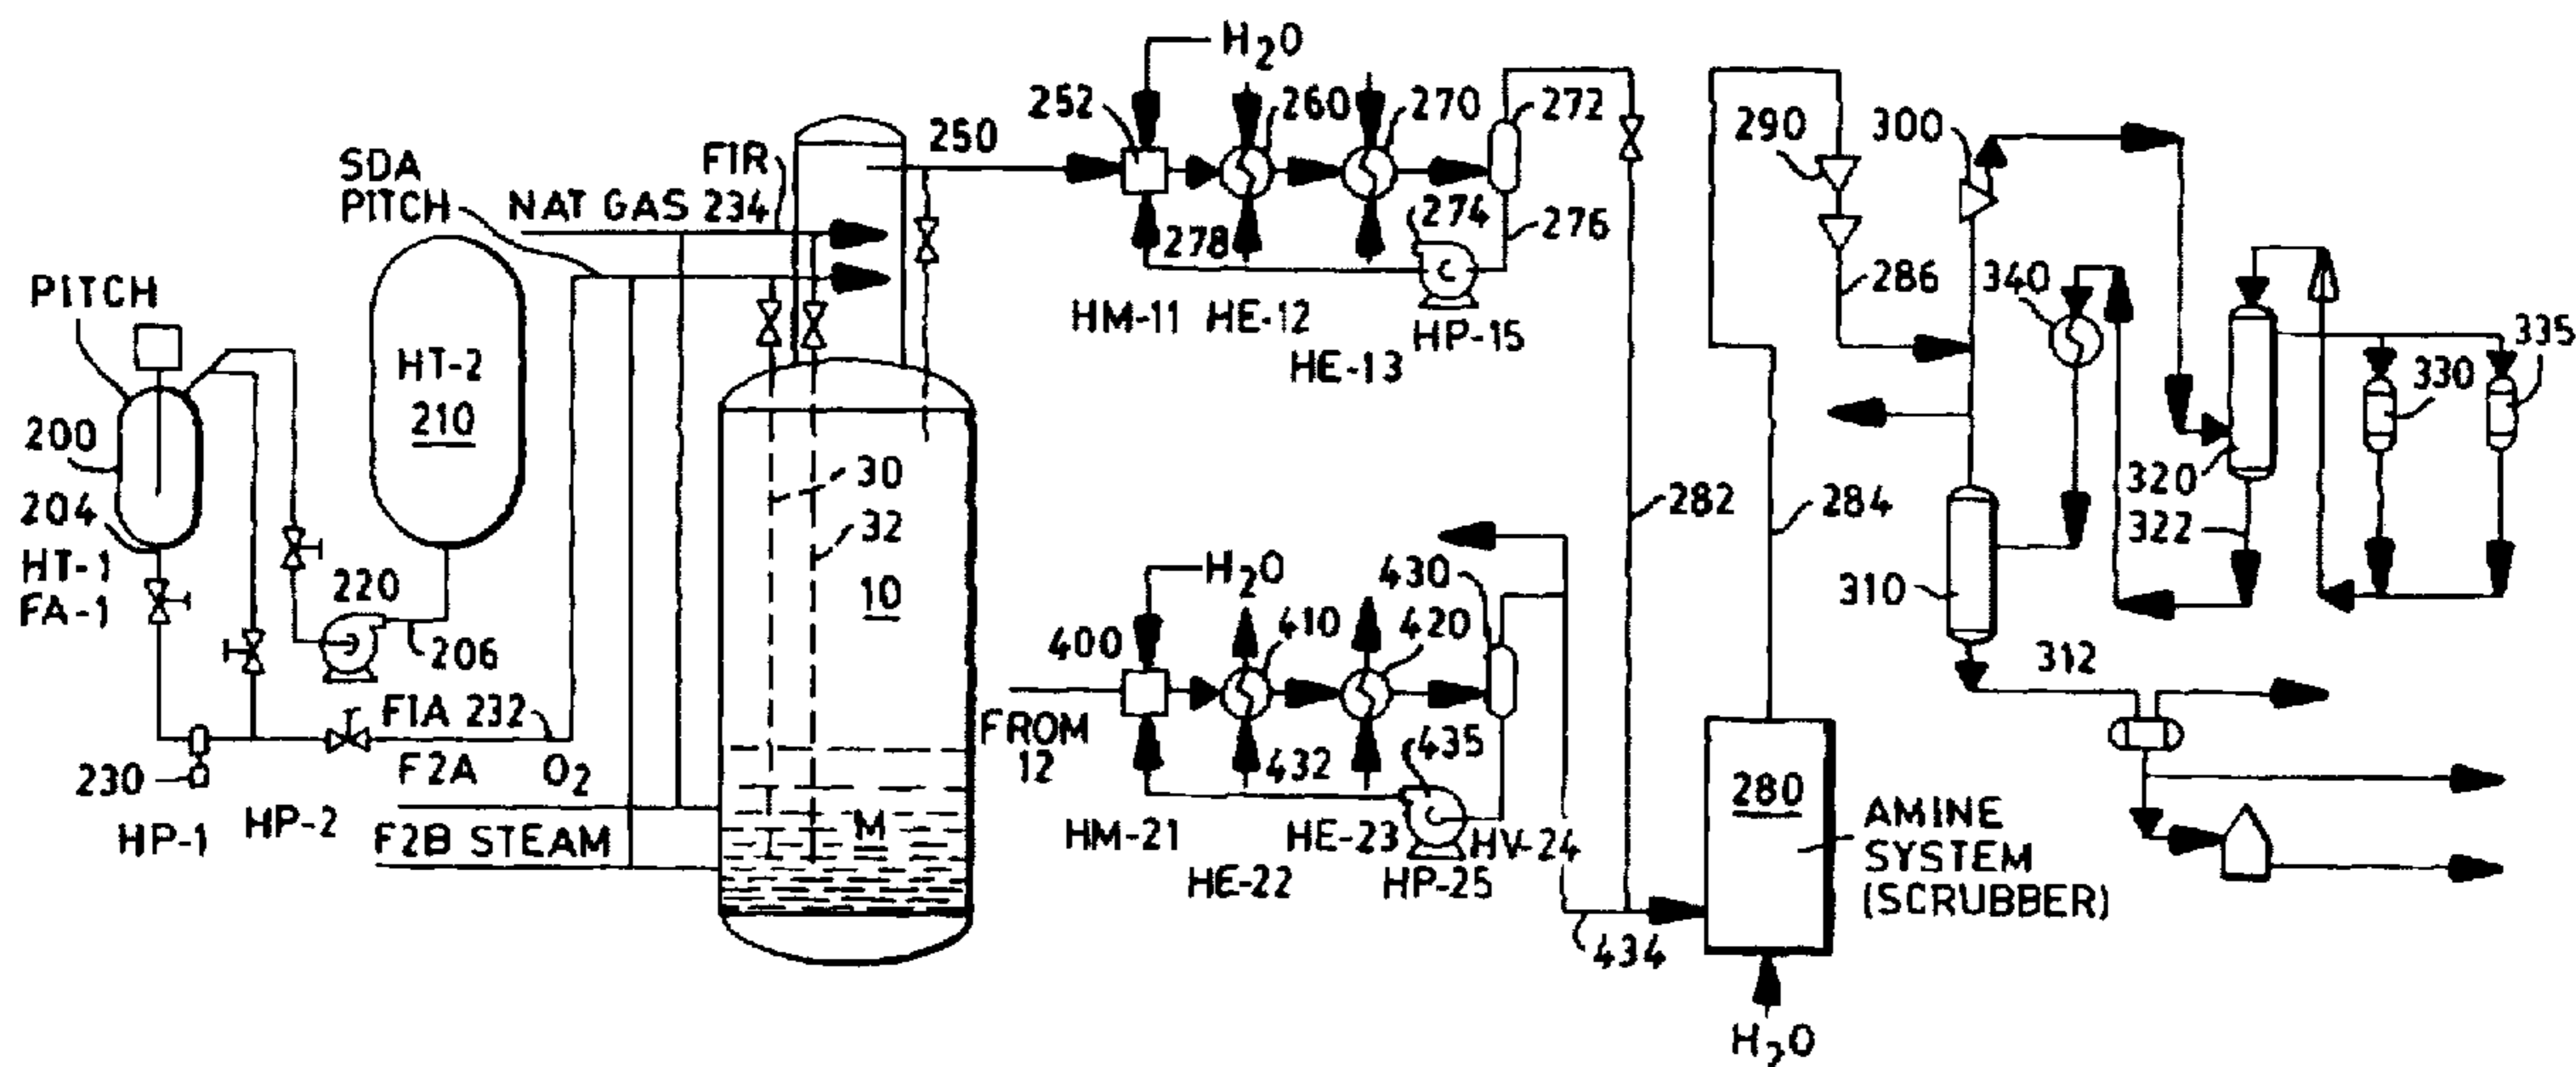 H2O
252
260
270
272
290
300
250
F1R
SDA
PITCH
NAT GAS 234
274
276
278
286
340
PITCH
HM-11 HE-12
HP-15
HE-13
335
330
HT-2
210
200
204
HT-1
FA-1
30
32
10
282
284
320
322
H2O
430
310
220
206
400
410
420
312
F1A 232
FROM
12
432
435
230
F2A
O2
HP-1
HP-2
F2B STEAM
M
HM-21
HE-23
HV-24
HE-22
HP-25
280
AMINE
SYSTEM
(SCRUBBER)
434
H2O